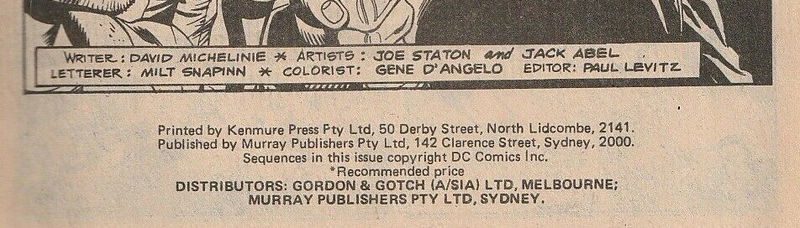 WRITER: DAVID MICHELINIE * ARTISTS: JOE STATON and JACK ABEL
LETTERER: MILT SNAPINN * COLORIST: GENE D'ANGELO EDITOR: PAUL LEVITZ
Printed by Kenmure Press Pty Ltd, 50 Derby Street, North Lidcombe, 2141.
Published by Murray Publishers Pty Ltd, 142 Clarence Street, Sydney, 2000.
Sequences in this issue copyright DC Comics Inc.
*Recommended price
DISTRIBUTORS: GORDON & GOTCH (A/SIA) LTD, MELBOURNE;
MURRAY PUBLISHERS PTY LTD, SYDNEY.